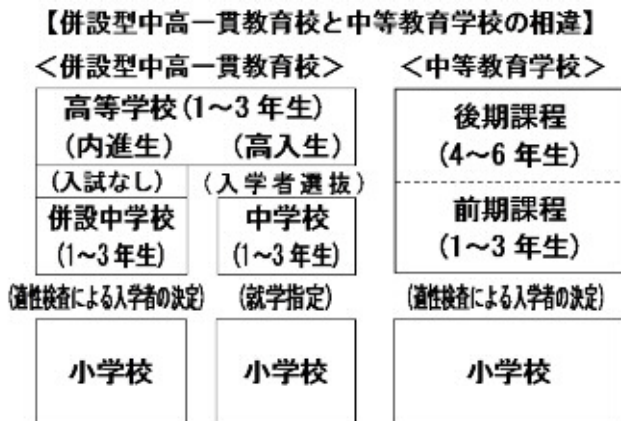 【併設型中高一貫教育校と中等教育学校の相違】
<併設型中高一貫教育校>
高等学校(1~3年生)
(内進生) (高入生)
(入試なし) (入学者選抜)
併設中学校 中学校
(1~3年生) (1~3年生)
(適性検査による入学者の決定) (就学指定)
小学校 小学校
<中等教育学校>
後期課程
(4~6年生)
前期課程
(1~3年生)
(適性検査による入学者の決定)
小学校